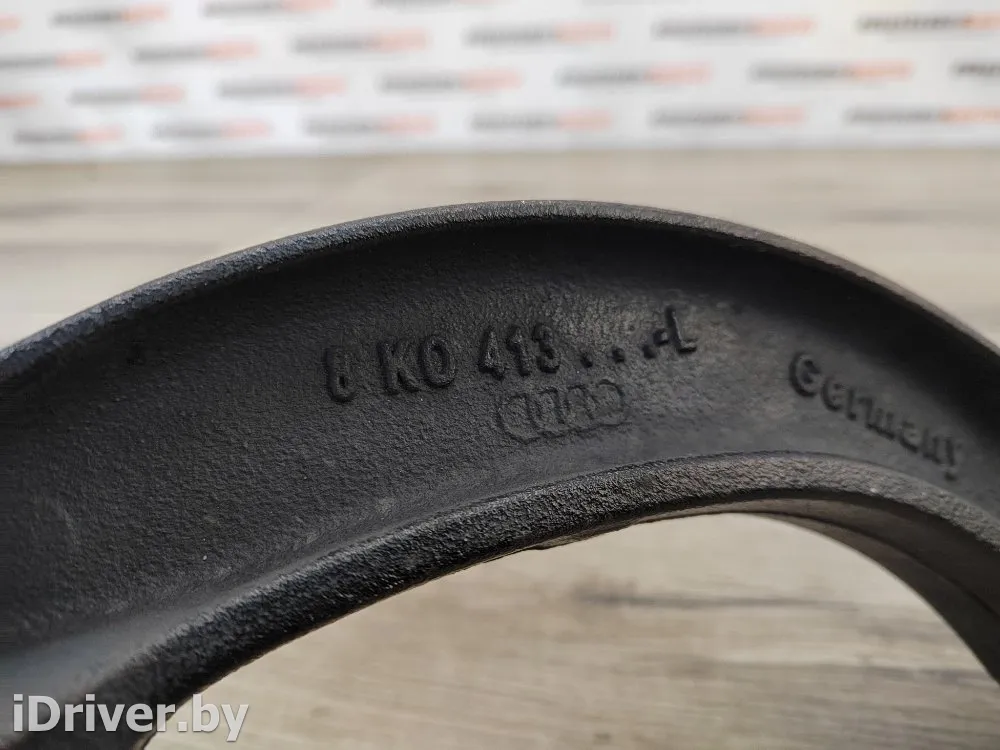 8 K0 413 . . . .-L
Germany
iDriver.by